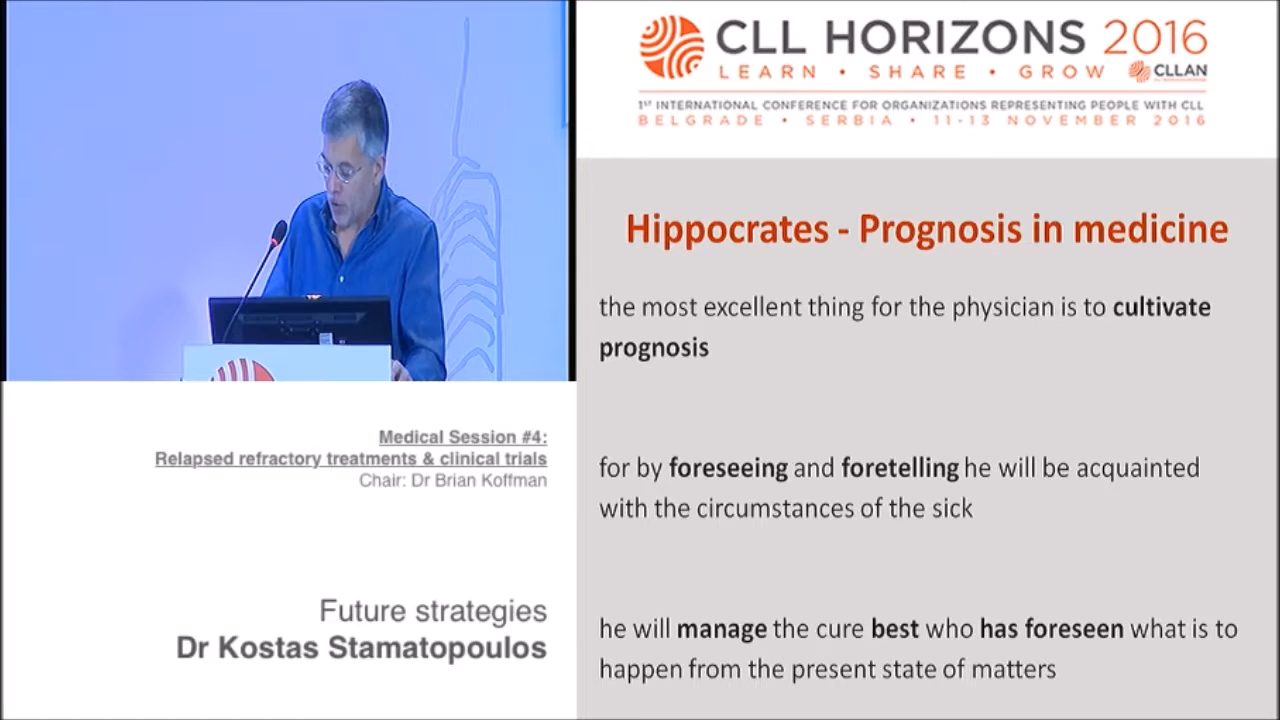 CLL HORIZONS 2016
LEARN • SHARE • GROW
CLLAN
1ST INTERNATIONAL CONFERENCE FOR ORGANIZATIONS REPRESENTING PEOPLE WITH CLL
BELGRADE • SERBIA • 11-13 NOVEMBER 2016
Hippocrates - Prognosis in medicine
the most excellent thing for the physician is to cultivate
prognosis
for by foreseeing and foretelling he will be acquainted
with the circumstances of the sick
he will manage the cure best who has foreseen what is to
happen from the present state of matters
Medical Session #4:
Relapsed refractory treatments & clinical trials
Chair: Dr Brian Koffman
Future strategies
Dr Kostas Stamatopoulos